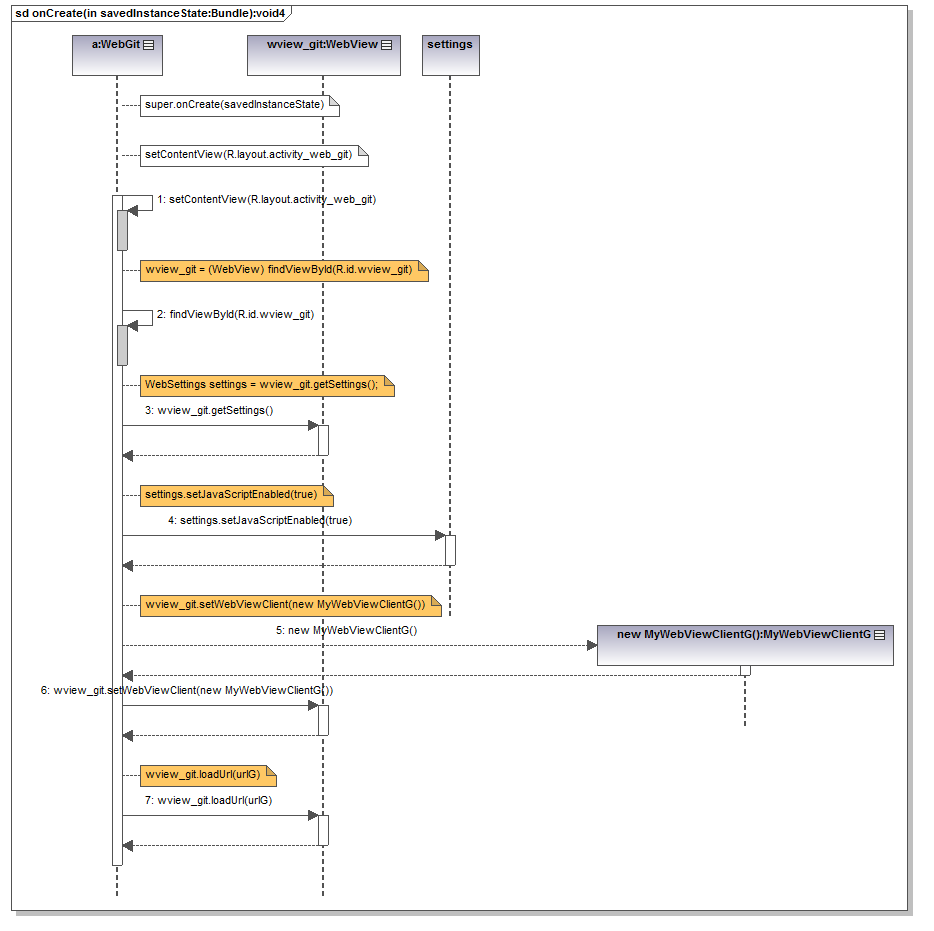 sd onCreate(in savedInstanceState:Bundle):void4
a:WebGit
wview_git:WebView
settings
super.onCreate(savedInstanceState)
setContentView(R.layout.activity_web_git)
1: setContentView(R.layout.activity_web_git)
wview_git = (WebView) findViewById(R.id.wview_git)
2: findViewById(R.id.wview_git)
WebSettings settings = wview_git.getSettings();
3: wview_git.getSettings()
settings.setJavaScriptEnabled(true)
4: settings.setJavaScriptEnabled(true)
wview_git.setWebViewClient(new MyWebViewClientG())
5: new MyWebViewClientG()
new MyWebViewClientG():MyWebViewClientG
6: wview_git.setWebViewClient(new MyWebViewClientG())
wview_git.loadUrl(urlG)
7: wview_git.loadUrl(urlG)